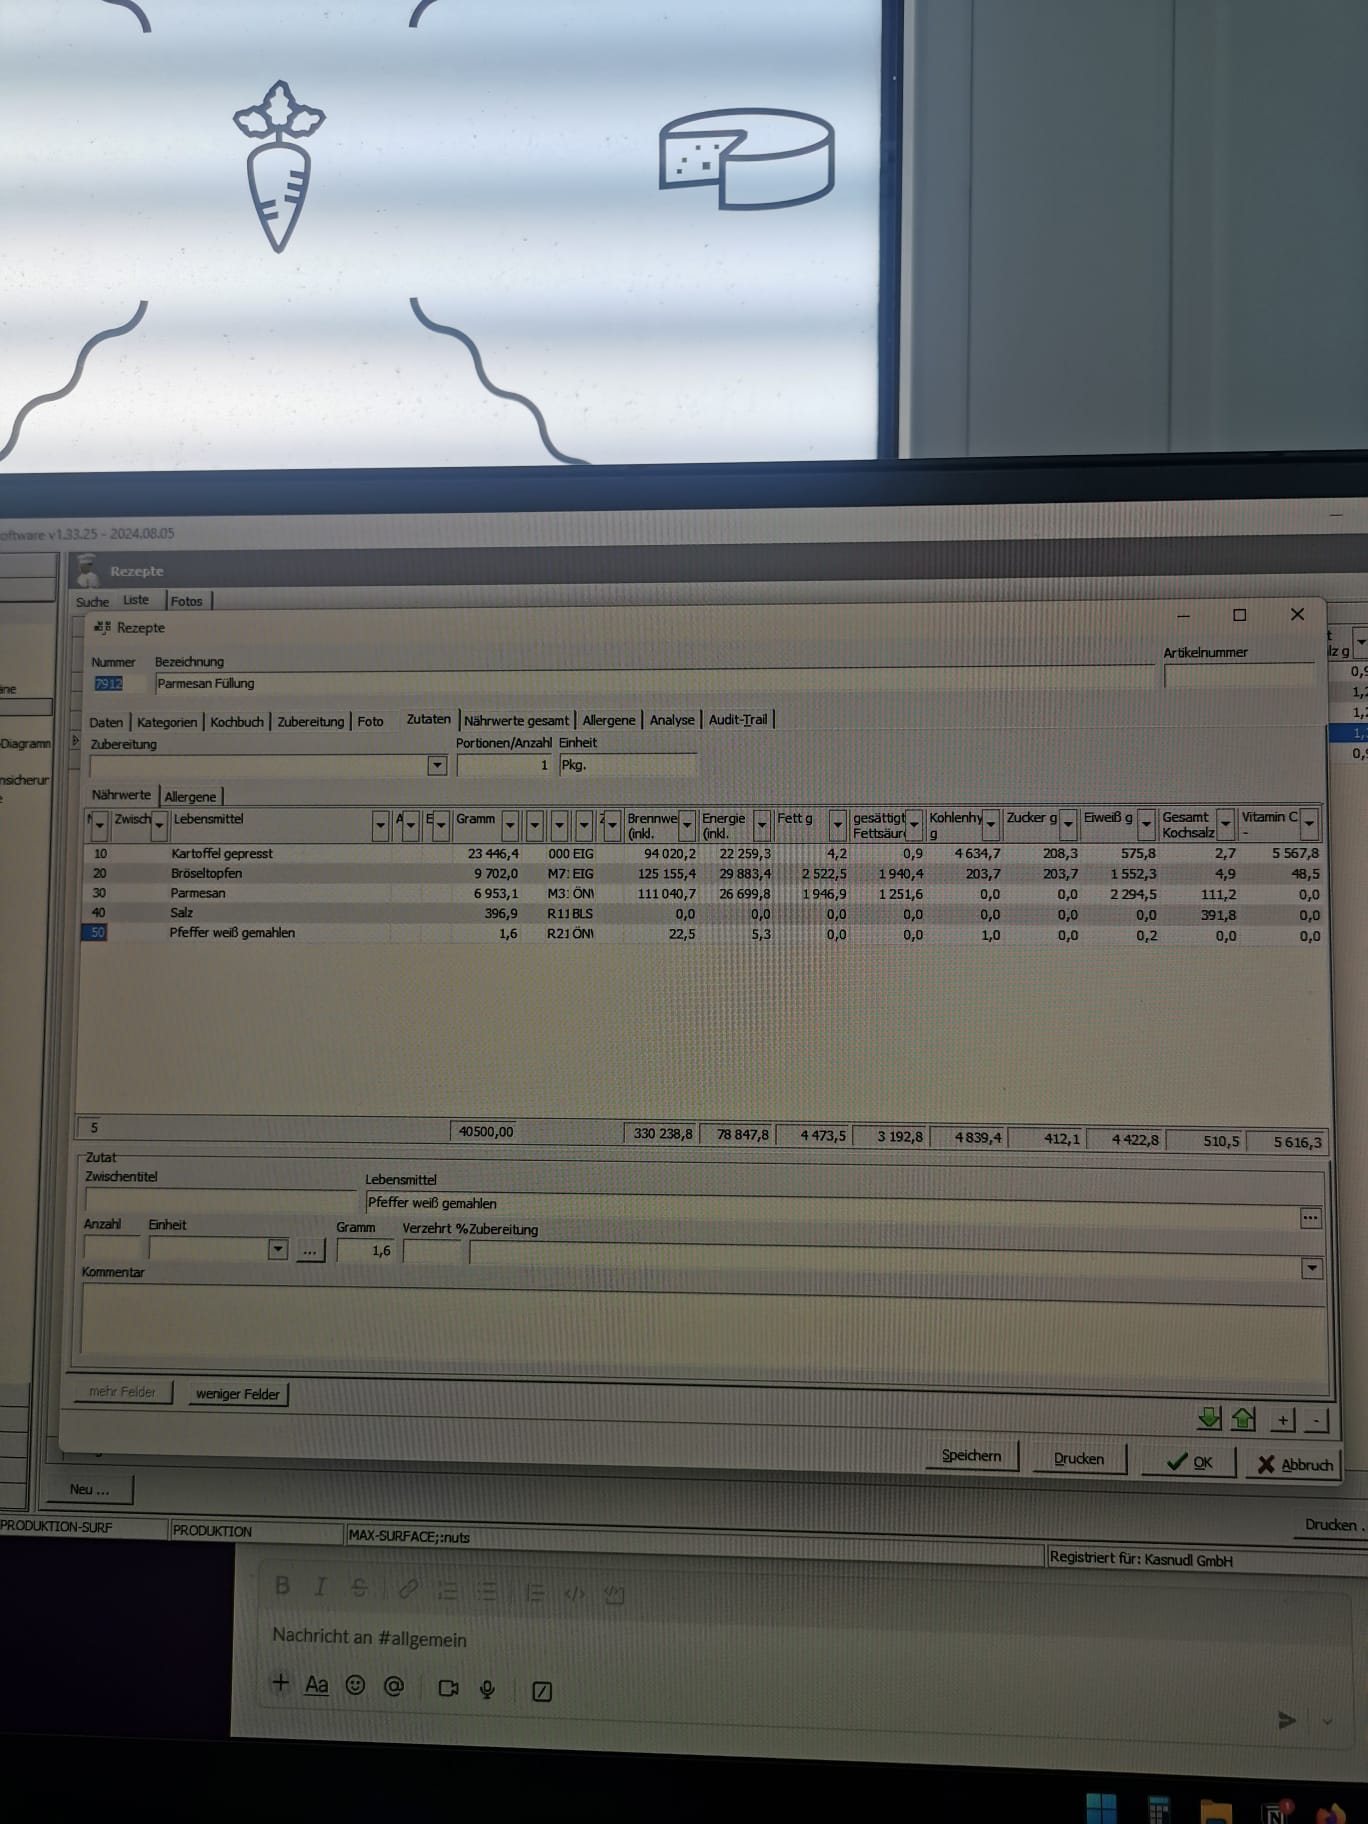 oftware v1.33.25 - 2024.08.05
Rezepte
Suche Liste Fotos
Rezepte
Nummer Bezeichnung Artikelnummer
7912 Parmesan Füllung
Daten Kategorien Kochbuch Zubereitung Foto Zutaten Nährwerte gesamt Allergene Analyse Audit-Trail
Zubereitung Portionen/Anzahl Einheit
1 Pkg.
Nährwerte Allergene
Zwisch Lebensmittel A E Gramm Z Brennwe (inkl. Energie (inkl. Fett g gesättigt Fettsäur Kohlenhy g Zucker g Eiweiß g Gesamt Kochsalz Vitamin C -
10 Kartoffel gepresst 23 446,4 000 EIG 94 020,2 22 259,3 4,2 0,9 4 634,7 208,3 575,8 2,7 5 567,8
20 Bröseltopfen 9 702,0 M7: EIG 125 155,4 29 883,4 2 522,5 1 940,4 203,7 203,7 1 552,3 4,9 48,5
30 Parmesan 6 953,1 M3: ÖN 111 040,7 26 699,8 1 946,9 1 251,6 0,0 0,0 2 294,5 111,2 0,0
40 Salz 396,9 R11 BLS 0,0 0,0 0,0 0,0 0,0 0,0 0,0 391,8 0,0
50 Pfeffer weiß gemahlen 1,6 R21 ÖN 22,5 5,3 0,0 0,0 1,0 0,0 0,2 0,0 0,0
5 40500,00 330 238,8 78 847,8 4 473,5 3 192,8 4 839,4 412,1 4 422,8 510,5 5 616,3
Zutat
Zwischentitel Lebensmittel
Pfeffer weiß gemahlen ...
Anzahl Einheit Gramm Verzehrt % Zubereitung
... 1,6
Kommentar
mehr Felder weniger Felder
+ -
Speichern Drucken OK Abbruch
Neu ...
Drucken .
PRODUKTION-SURF PRODUKTION MAX-SURFACE;:nuts
Registriert für: Kasnudl GmbH
äne
-Diagramm
nsicherur
lz g
B I S
Nachricht an #allgemein
+ Aa @